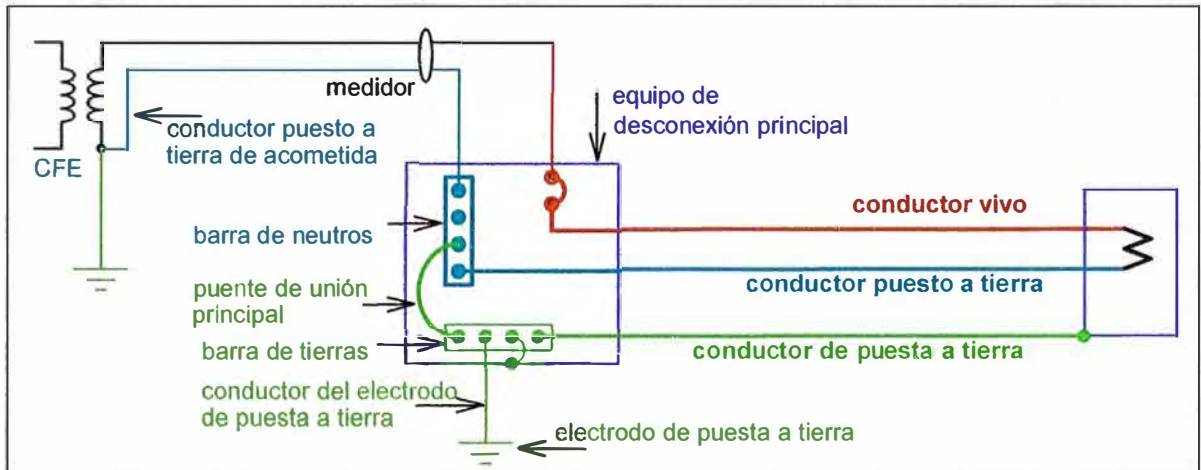 medidor
conductor puesto a
tierra de acometida
CFE
equipo de
desconexión principal
barra de neutros
conductor vivo
puente de unión
principal
conductor puesto a tierra
barra de tierras
conductor de puesta a tierra
conductor del electrodo
de puesta a tierra
electrodo de puesta a tierra